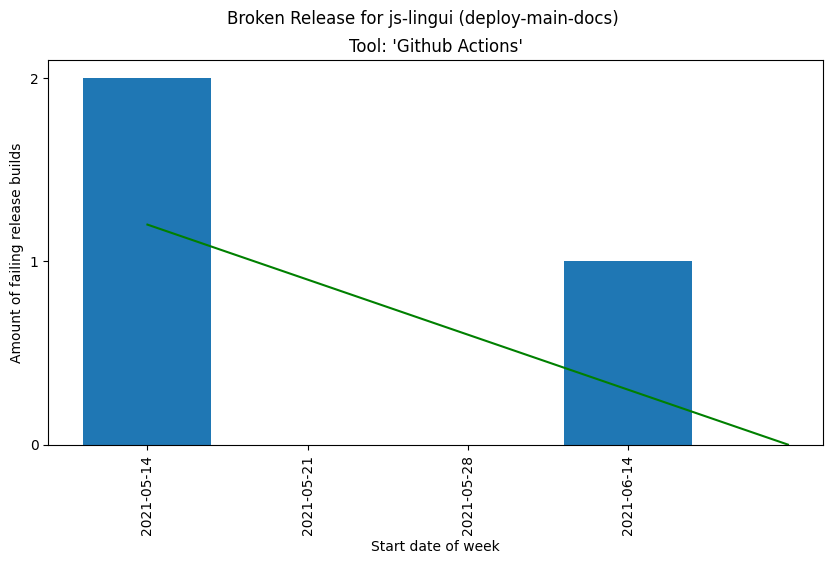 Broken Release for js-lingui (deploy-main-docs)
Tool: 'Github Actions'
Amount of failing release builds
2
1
0
2021-05-14
2021-05-21
2021-05-28
2021-06-14
Start date of week